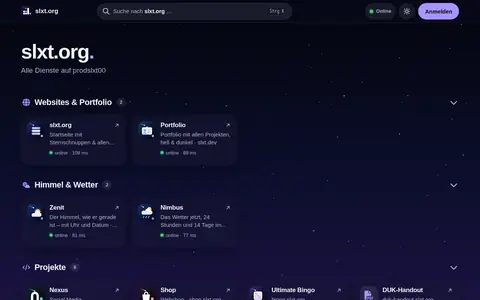 slxt.org
Suche nach slxt.org ...
Strg K
Online
Anmelden
slxt.org.
Alle Dienste auf prodslxt00
Websites & Portfolio 2
slxt.org
Startseite mit
Sternschnuppen & allen...
online · 108 ms
Portfolio
Portfolio mit allen Projekten,
hell & dunkel · slxt.dev
online · 89 ms
Himmel & Wetter 2
Zenit
Der Himmel, wie er gerade
ist – mit Uhr und Datum ·...
online · 81 ms
Nimbus
Das Wetter jetzt, 24
Stunden und 14 Tage im...
online · 77 ms
Projekte
Nexus
Shop
Ultimate Bingo
DUK-Handout